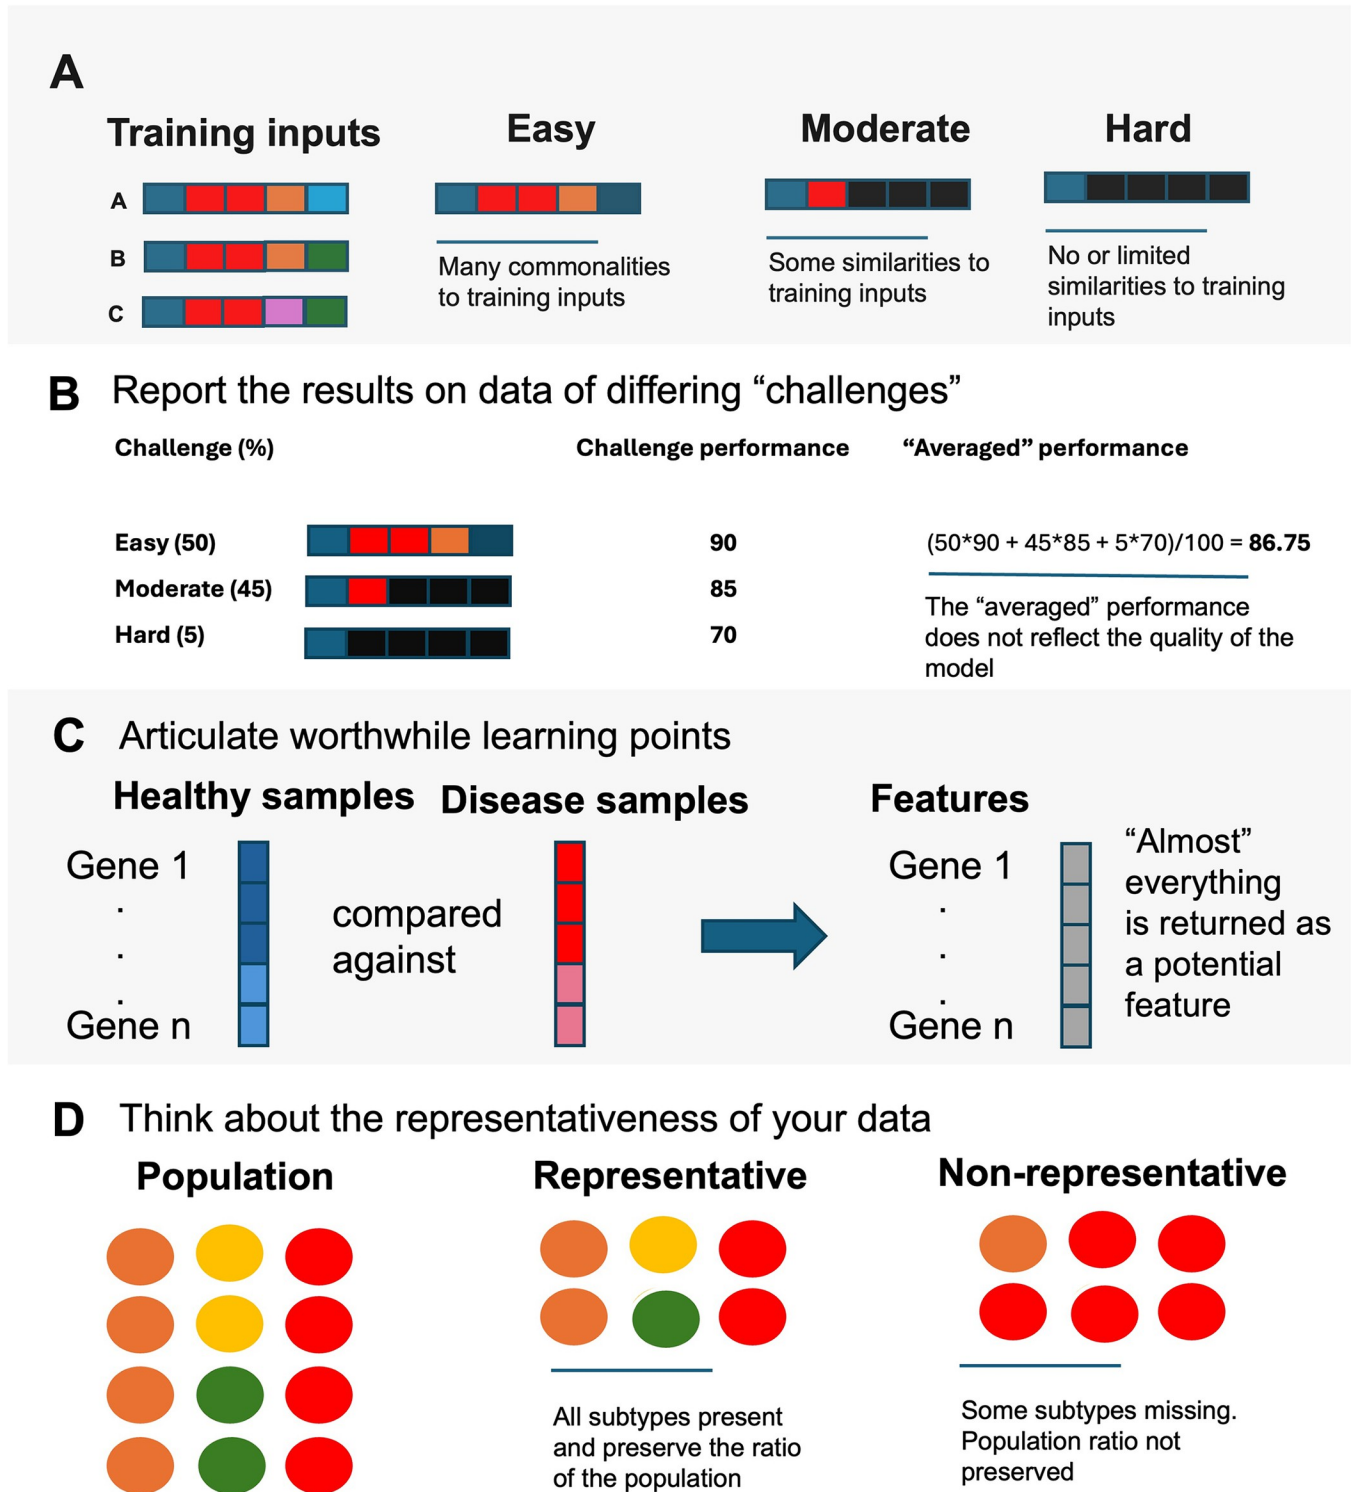 A
Training inputs
Easy
Moderate
Hard
A
B
C
Many commonalities
to training inputs
Some similarities to
training inputs
No or limited
similarities to training
inputs
B Report the results on data of differing “challenges”
Challenge (%)
Challenge performance
“Averaged” performance
Easy (50)
90
(50*90 + 45*85 + 5*70)/100 = 86.75
Moderate (45)
85
Hard (5)
70
The “averaged” performance
does not reflect the quality of the
model
C Articulate worthwhile learning points
Healthy samples
Disease samples
Features
Gene 1
.
.
.
Gene n
compared
against
Gene 1
.
.
.
Gene n
“Almost”
everything
is returned as
a potential
feature
D Think about the representativeness of your data
Population
Representative
Non-representative
All subtypes present
and preserve the ratio
of the population
Some subtypes missing.
Population ratio not
preserved